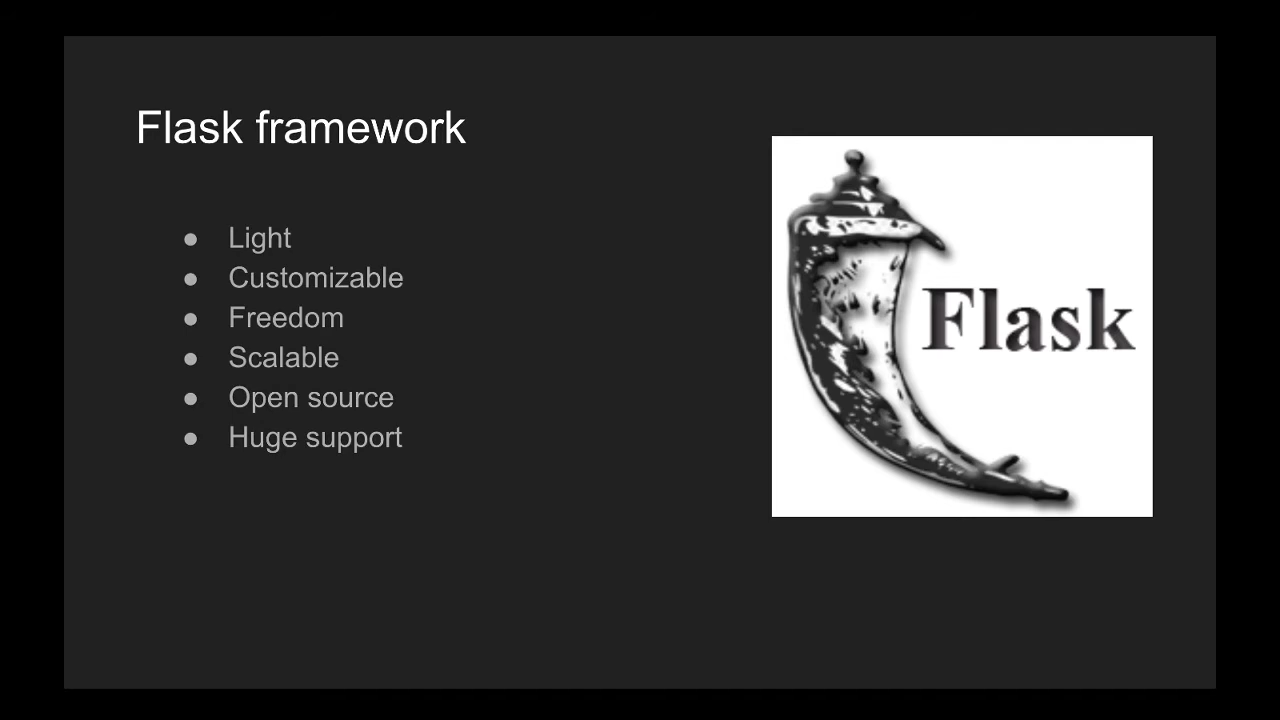 Flask framework
● Light
● Customizable
● Freedom
● Scalable
● Open source
● Huge support
Flask